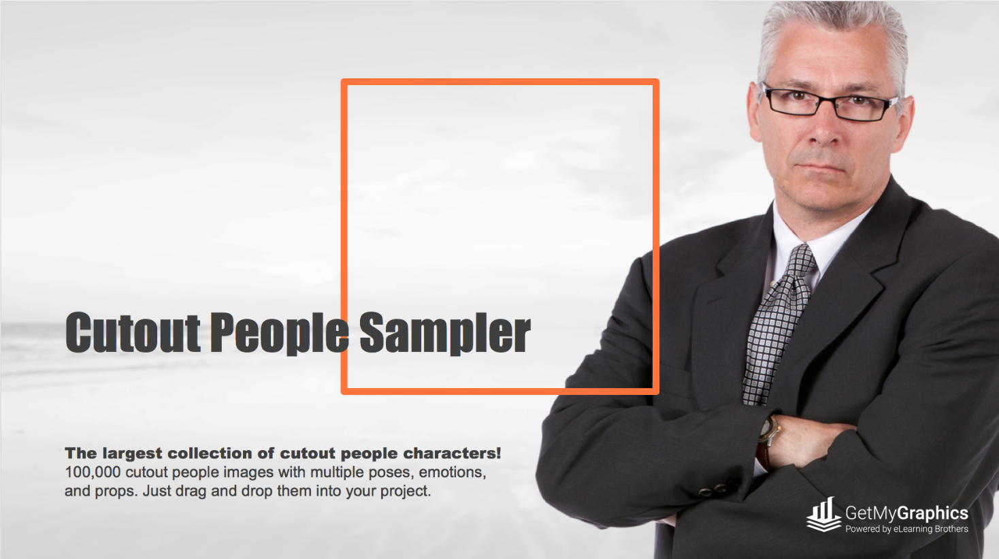 Cutout People Sampler
The largest collection of cutout people characters!
100,000 cutout people images with multiple poses, emotions,
and props. Just drag and drop them into your project.
GetMyGraphics
Powered by eLearning Brothers